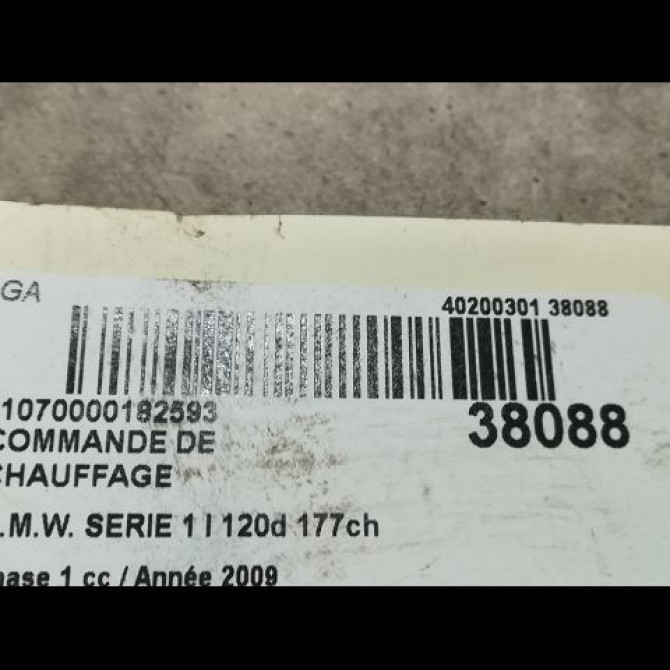 GA
40200301 38088
1070000182593
38088
COMMANDE DE
CHAUFFAGE
.M.W. SERIE 1 I 120d 177ch
hase 1 cc / Année 2009